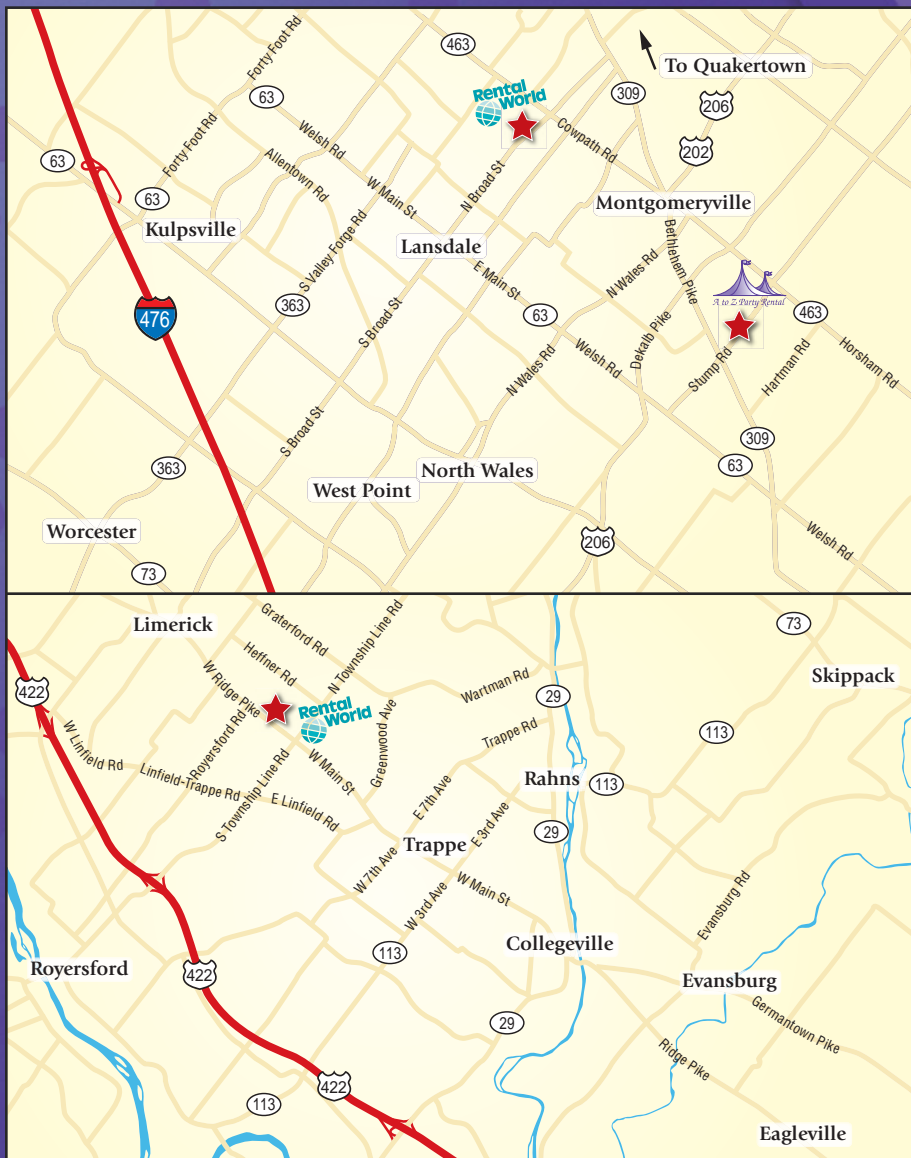 Forty Foot Rd
463
To Quakertown
63
Rental
World
309
206
Forty Foot Rd
Welsh Rd
Cowpath Rd
202
63
Allentown Rd
63
W Main St
N Broad St
Montgomeryville
Kulpsville
S Valley Forge Rd
Lansdale
Bethlehem Pike
E Main St
N Wales Rd
A to Z Party Rental
476
363
63
463
S Broad St
Dekalb Pike
Welsh Rd
Stump Rd
Hartman Rd
Horsham Rd
N Wales Rd
S Broad St
309
363
63
North Wales
West Point
Worcester
206
Welsh Rd
73
Limerick
Graterford Rd
N Township Line Rd
73
Heffner Rd
Skippack
422
W Ridge Pike
Wartman Rd
29
Rental
World
Royersford Rd
Greenwood Ave
Trappe Rd
113
W Linfield Rd
Linfield-Trappe Rd
W Main St
Rahns
113
E Linfield Rd
S Township Line Rd
E 7th Ave
E 3rd Ave
29
Trappe
W 7th Ave
W Main St
W 3rd Ave
Evansburg Rd
Collegeville
113
Royersford
422
Evansburg
Germantown Pike
29
Ridge Pike
422
113
Eagleville